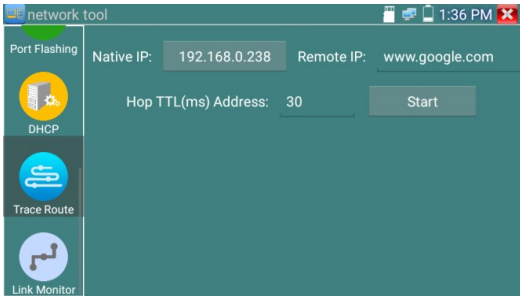 network tool
1:36 PM
Port Flashing
Native IP: 192.168.0.238 Remote IP: www.google.com
Hop TTL(ms) Address: 30 Start
DHCP
Trace Route
Link Monitor